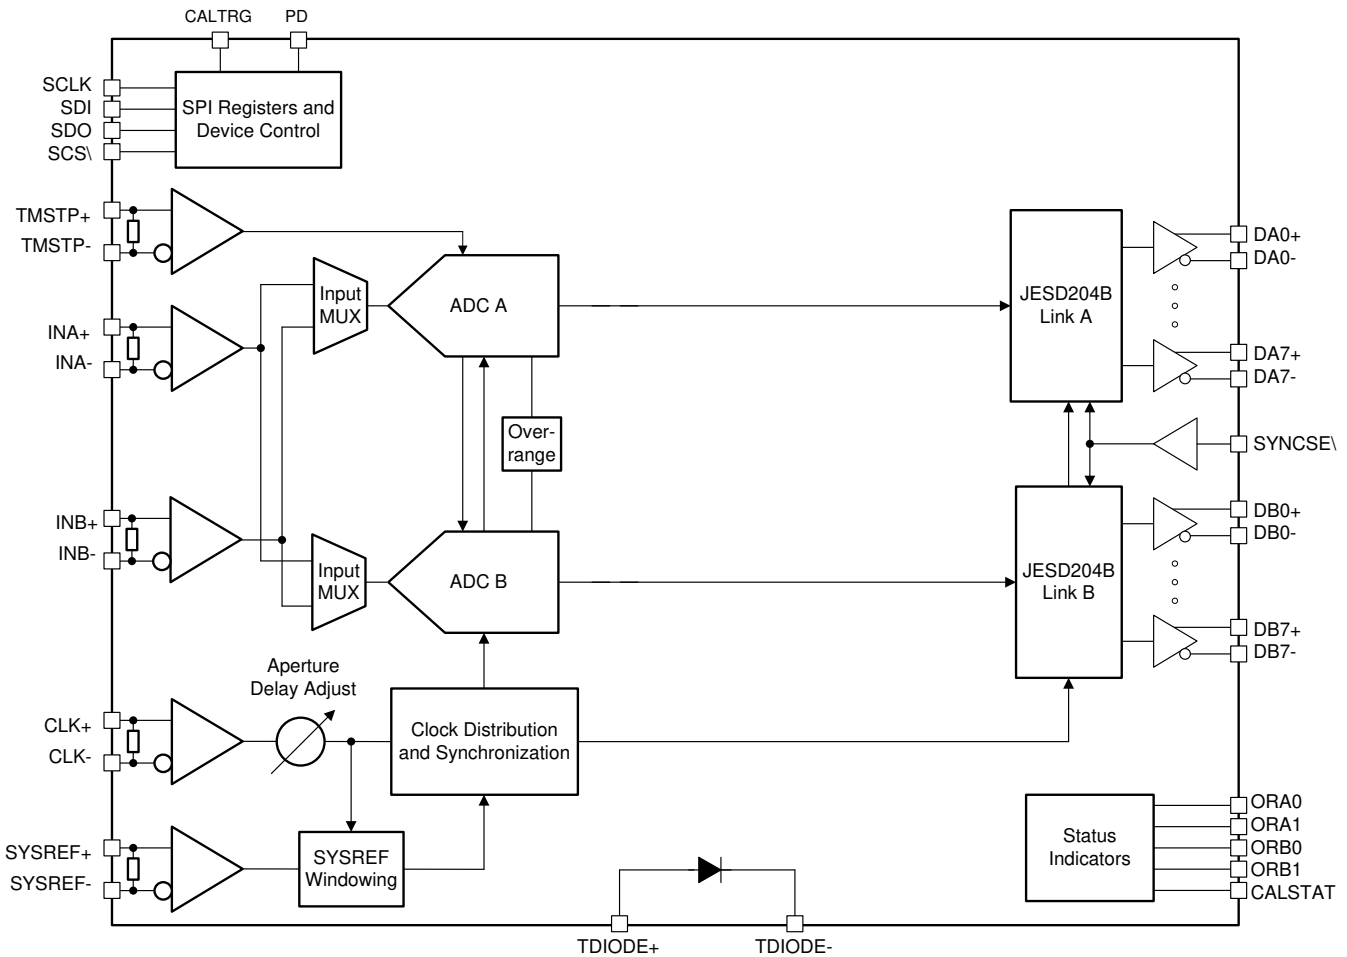 CALTRG
PD
SCLK
SDI
SDO
SCS\
SPI Registers and
Device Control
TMSTP+
TMSTP-
INA+
INA-
Input
MUX
ADC A
Over-
range
JESD204B
Link A
DA0+
DA0-
DA7+
DA7-
SYNCSE\
INB+
INB-
Input
MUX
ADC B
JESD204B
Link B
DB0+
DB0-
DB7+
DB7-
Aperture
Delay Adjust
CLK+
CLK-
Clock Distribution
and Synchronization
SYSREF+
SYSREF-
SYSREF
Windowing
Status
Indicators
ORA0
ORA1
ORB0
ORB1
CALSTAT
TDIODE+
TDIODE-